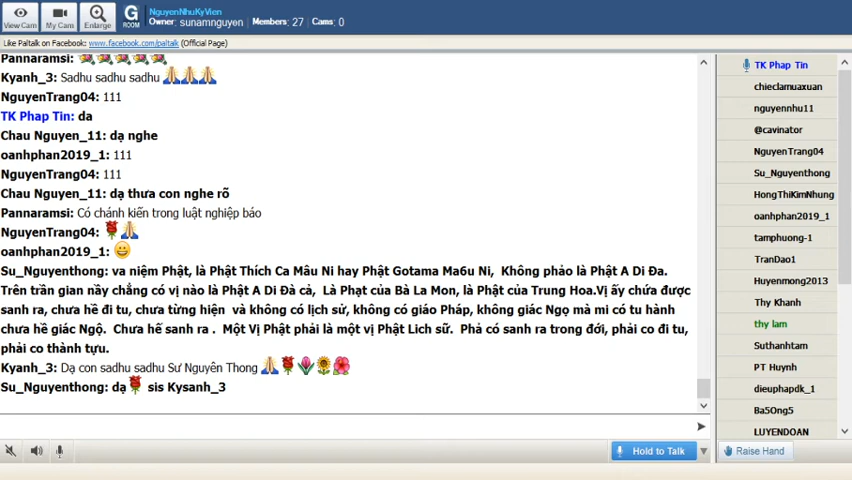 NguyenNhuKyVien
Owner: sunamnguyen Members: 27 Cams: 0
View Cam My Cam Enlarge G ROOM
Like Paltalk on Facebook: www.facebook.com/paltalk (Official Page)
Pannaramsi:
Kyanh_3: Sadhu sadhu sadhu
NguyenTrang04: 111
TK Phap Tin: da
Chau Nguyen_11: dạ nghe
oanhphan2019_1: 111
NguyenTrang04: 111
Chau Nguyen_11: dạ thưa con nghe rõ
Pannaramsi: Có chánh kiến trong luật nghiệp báo
NguyenTrang04:
oanhphan2019_1:
Su_Nguyenthong: va niệm Phật, là Phật Thích Ca Mâu Ni hay Phật Gotama Ma6u Ni, Không phảo là Phật A Di Đa.
Trên trần gian nầy chẳng có vị nào là Phật A Di Đà cả, Là Phạt của Bà La Mon, là Phật của Trung Hoa.Vị ấy chứa được
sanh ra, chưa hề đi tu, chưa từng hiện và không có lịch sử, không có giáo Pháp, không giác Ngọ mà mi có tu hành
chưa hề giác Ngộ. Chưa hế sanh ra . Một Vị Phật phải là một vị Phật Lich sữ. Phả có sanh ra trong đới, phải co đi tu,
phải co thành tựu.
Kyanh_3: Dạ con sadhu sadhu Sư Nguyên Thong
Su_Nguyenthong: dạ sis Kysanh_3
TK Phap Tin
chieclamuaxuan
nguyennhu11
@cavinator
NguyenTrang04
Su_Nguyenthong
HongThiKimNhung
oanhphan2019_1
tamphuong-1
TranDao1
Huyenmong2013
Thy Khanh
thy lam
Suthanhtam
PT Huynh
dieuphapdk_1
Ba5Ong5
LUYENDOAN
Hold to Talk
Raise Hand